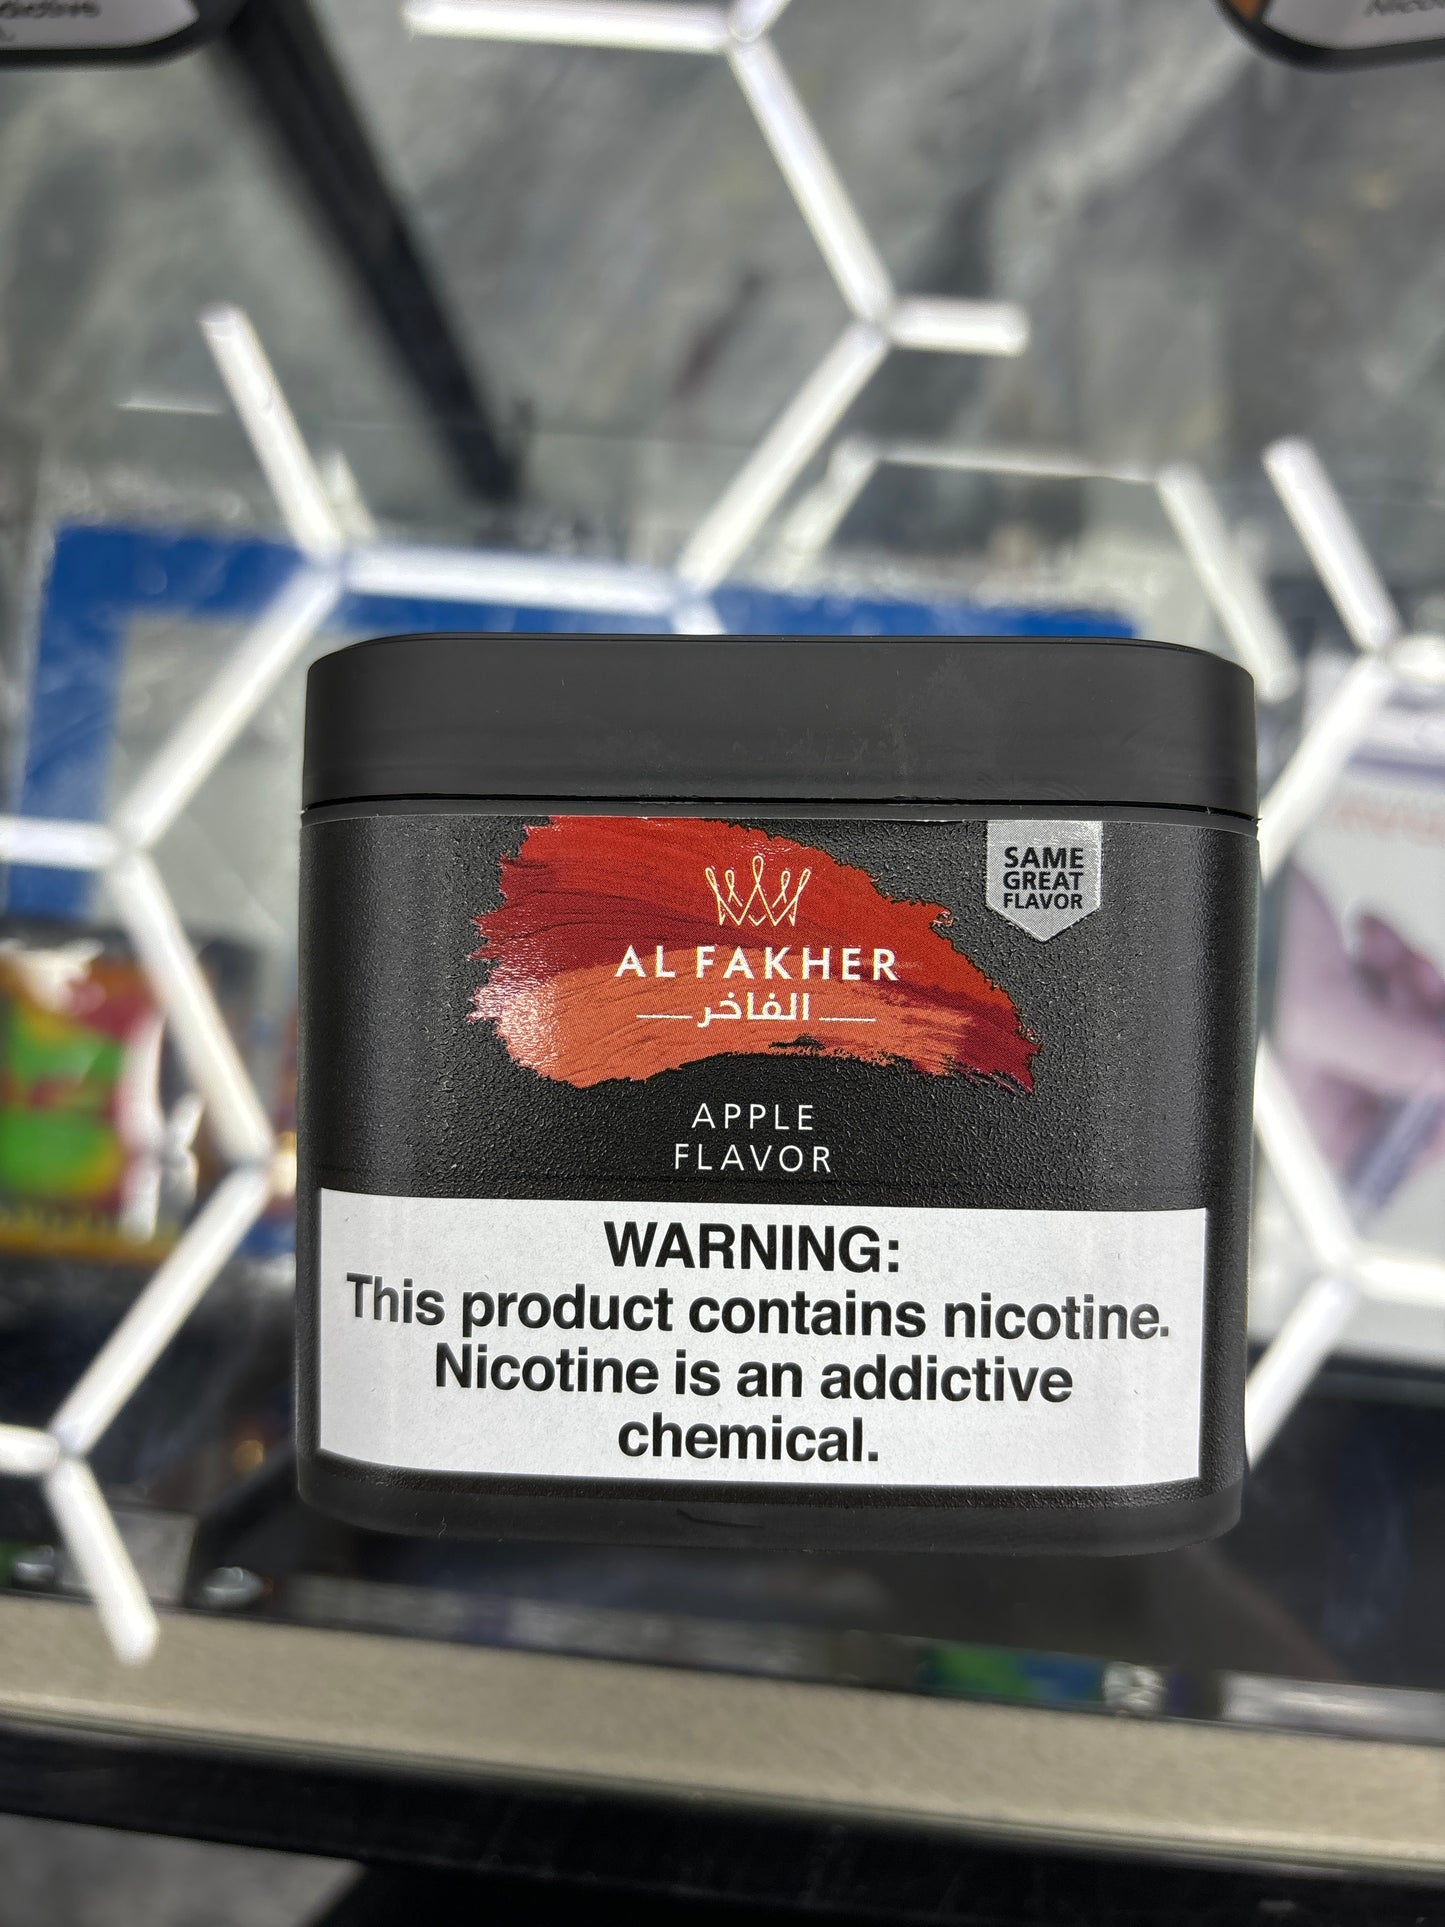 SAME
GREAT
FLAVOR
AL FAKHER
الفاخر
APPLE
FLAVOR
WARNING:
This product contains nicotine.
Nicotine is an addictive
chemical.